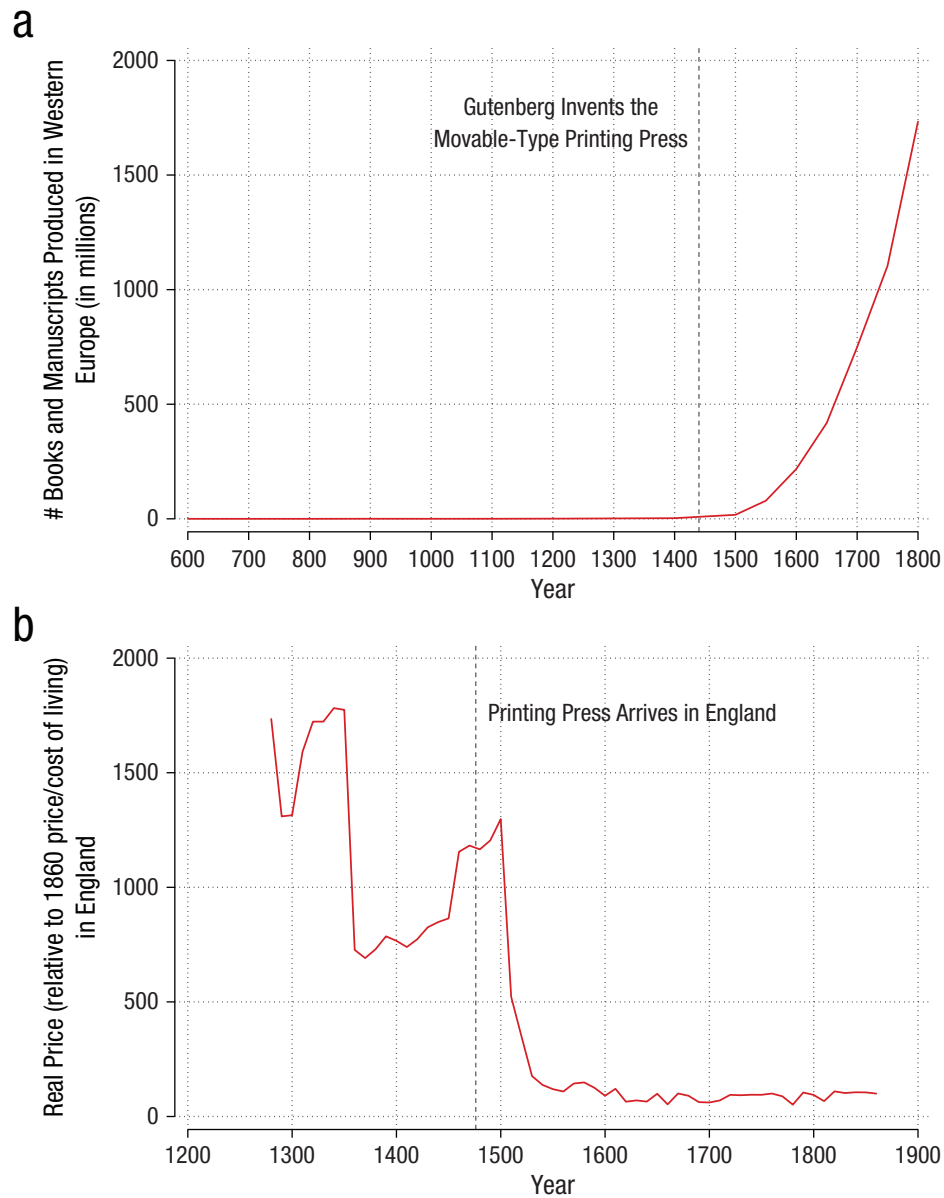 a
# Books and Manuscripts Produced in Western
Europe (in millions)
2000
1500
1000
500
0
Gutenberg Invents the
Movable-Type Printing Press
600 700 800 900 1000 1100 1200 1300 1400 1500 1600 1700 1800
Year
b
Real Price (relative to 1860 price/cost of living)
in England
2000
1500
1000
500
0
Printing Press Arrives in England
1200 1300 1400 1500 1600 1700 1800 1900
Year